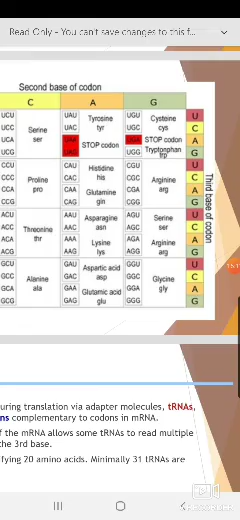 Read Only - You can't save changes to this f...
Second base of codon
C A G
UCU UAU UGU U
Serine Tyrosine Cysteine
UCC ser UAC tyr UGC cys C
UCA UAA STOP codon UGA STOP codon A
UCG UAG UGG Tryptonphan trp G
CCU CAU Histidine CGU U
CCC Proline CAC his CGC Arginine C
CCA pro CAA Glutamine CGA arg A
CCG CAG gin CGG G
ACU AAU Asparagine AGU Serine U
ACC Threonine AAC asn AGC ser C
ACA thr AAA Lysine AGA Arginine A
ACG AAG lys AGG arg G
GCU GAU Aspartic acid GGU U
GCC Alanine GAC asp GGC Glycine C
GCA ala GAA Glutamic acid GGA gly A
GCG GAG glu GGG G
Third base of codon
uring translation via adapter molecules, tRNAs,
ns complementary to codons in mRNA.
f the mRNA allows some tRNAs to read multiple
the 3rd base.
fying 20 amino acids. Minimally 31 tRNAs are